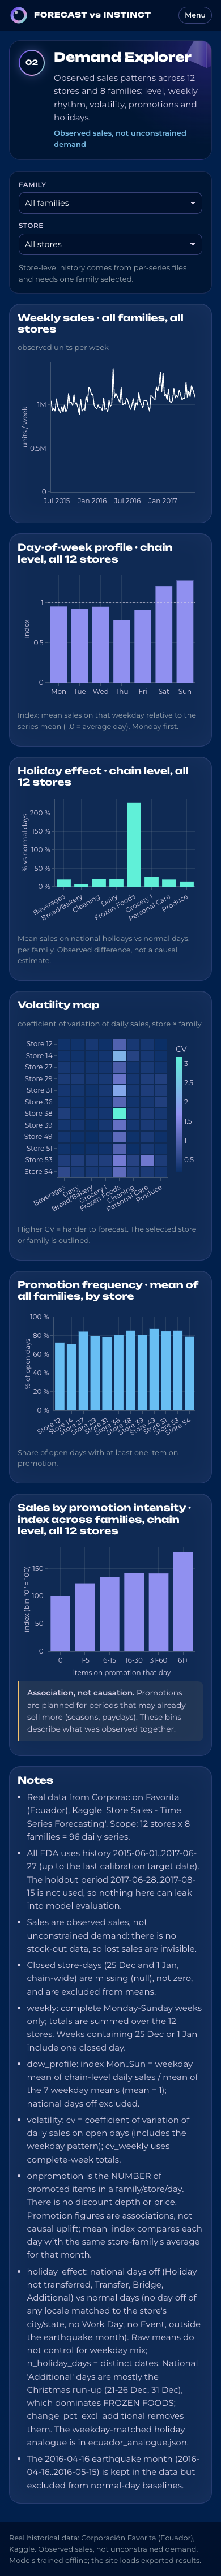 FORECAST vs INSTINCT
Menu
02
Demand Explorer
Observed sales patterns across 12
stores and 8 families: level, weekly
rhythm, volatility, promotions and
holidays.
Observed sales, not unconstrained
demand
FAMILY
All families
STORE
All stores
Store-level history comes from per-series files
and needs one family selected.
Weekly sales · all families, all
stores
observed units per week
units / week
1M
0.5M
0
Jul 2015
Jan 2016
Jul 2016
Jan 2017
Day-of-week profile · chain
level, all 12 stores
index
1
0.5
0
Mon
Tue
Wed
Thu
Fri
Sat
Sun
Index: mean sales on that weekday relative to the
series mean (1.0 = average day). Monday first.
Holiday effect · chain level, all
12 stores
% vs normal days
200 %
150 %
100 %
50 %
0 %
Beverages
Bread/Bakery
Cleaning
Dairy
Frozen Foods
Grocery I
Personal Care
Produce
Mean sales on national holidays vs normal days,
per family. Observed difference, not a causal
estimate.
Volatility map
coefficient of variation of daily sales, store × family
CV
Store 12
Store 14
Store 27
Store 29
Store 31
Store 36
Store 38
Store 39
Store 49
Store 51
Store 53
Store 54
3
2.5
2
1.5
1
0.5
Beverages
Dairy
Bread/Bakery
Grocery I
Frozen Foods
Cleaning
Personal Care
Produce
Higher CV = harder to forecast. The selected store
or family is outlined.
Promotion frequency · mean of
all families, by store
% of open days
100 %
80 %
60 %
40 %
20 %
0 %
Store 12
Store 14
Store 27
Store 29
Store 31
Store 36
Store 38
Store 39
Store 49
Store 51
Store 53
Store 54
Share of open days with at least one item on
promotion.
Sales by promotion intensity ·
index across families, chain
level, all 12 stores
index (bin "0" = 100)
150
100
50
0
0
1-5
6-15
16-30
31-60
61+
items on promotion that day
Association, not causation. Promotions
are planned for periods that may already
sell more (seasons, paydays). These bins
describe what was observed together.
Notes
• Real data from Corporacion Favorita
(Ecuador), Kaggle 'Store Sales - Time
Series Forecasting'. Scope: 12 stores x 8
families = 96 daily series.
• All EDA uses history 2015-06-01..2017-06-
27 (up to the last calibration target date).
The holdout period 2017-06-28..2017-08-
15 is not used, so nothing here can leak
into model evaluation.
• Sales are observed sales, not
unconstrained demand: there is no
stock-out data, so lost sales are invisible.
• Closed store-days (25 Dec and 1 Jan,
chain-wide) are missing (null), not zero,
and are excluded from means.
• weekly: complete Monday-Sunday weeks
only; totals are summed over the 12
stores. Weeks containing 25 Dec or 1 Jan
include one closed day.
• dow_profile: index Mon..Sun = weekday
mean of chain-level daily sales / mean of
the 7 weekday means (mean = 1);
national days off excluded.
• volatility: cv = coefficient of variation of
daily sales on open days (includes the
weekday pattern); cv_weekly uses
complete-week totals.
• onpromotion is the NUMBER of
promoted items in a family/store/day.
There is no discount depth or price.
Promotion figures are associations, not
causal uplift; mean_index compares each
day with the same store-family's average
for that month.
• holiday_effect: national days off (Holiday
not transferred, Transfer, Bridge,
Additional) vs normal days (no day off of
any locale matched to the store's
city/state, no Work Day, no Event, outside
the earthquake month). Raw means do
not control for weekday mix;
n_holiday_days = distinct dates. National
'Additional' days are mostly the
Christmas run-up (21-26 Dec, 31 Dec),
which dominates FROZEN FOODS;
change_pct_excl_additional removes
them. The weekday-matched holiday
analogue is in ecuador_analogue.json.
• The 2016-04-16 earthquake month (2016-
04-16..2016-05-15) is kept in the data but
excluded from normal-day baselines.
Real historical data: Corporación Favorita (Ecuador),
Kaggle. Observed sales, not unconstrained demand.
Models trained offline; the site loads exported results.